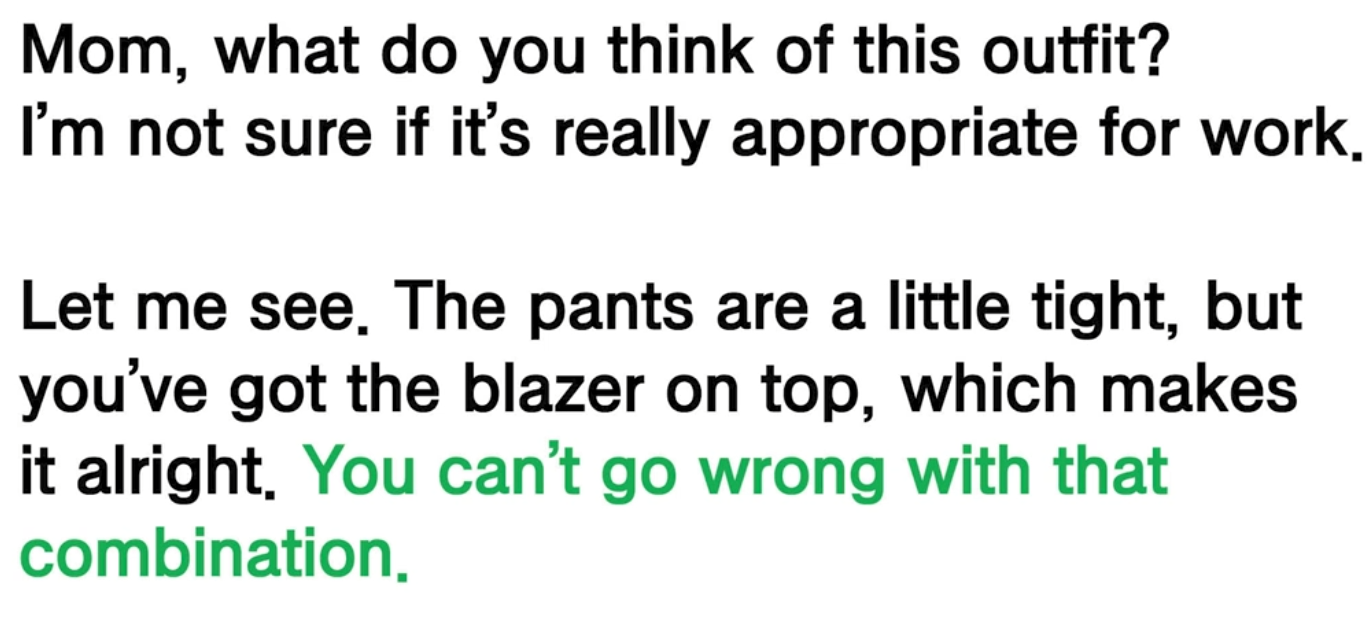 Mom, what do you think of this outfit?
I’m not sure if it’s really appropriate for work.
Let me see. The pants are a little tight, but
you’ve got the blazer on top, which makes
it alright. You can’t go wrong with that
combination.